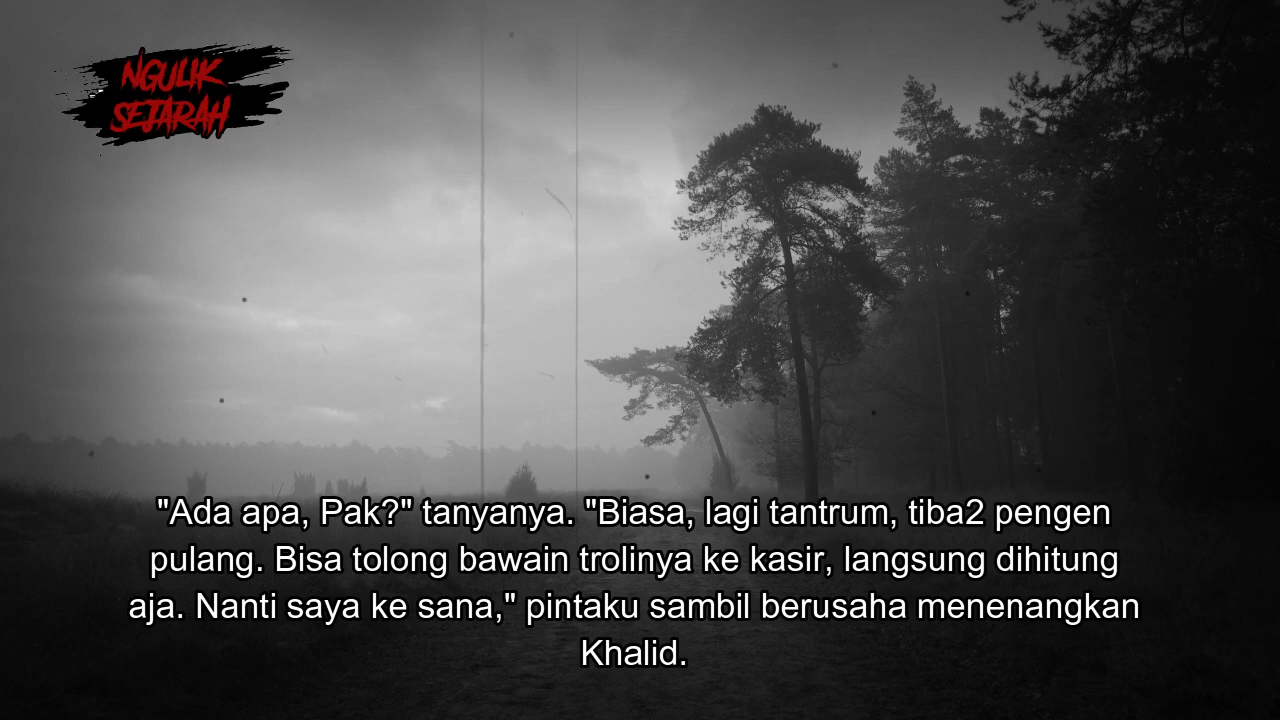 NGULIK
SEJARAH
"Ada apa, Pak?" tanyanya. "Biasa, lagi tantrum, tiba2 pengen
pulang. Bisa tolong bawain trolinya ke kasir, langsung dihitung
aja. Nanti saya ke sana," pintaku sambil berusaha menenangkan
Khalid.